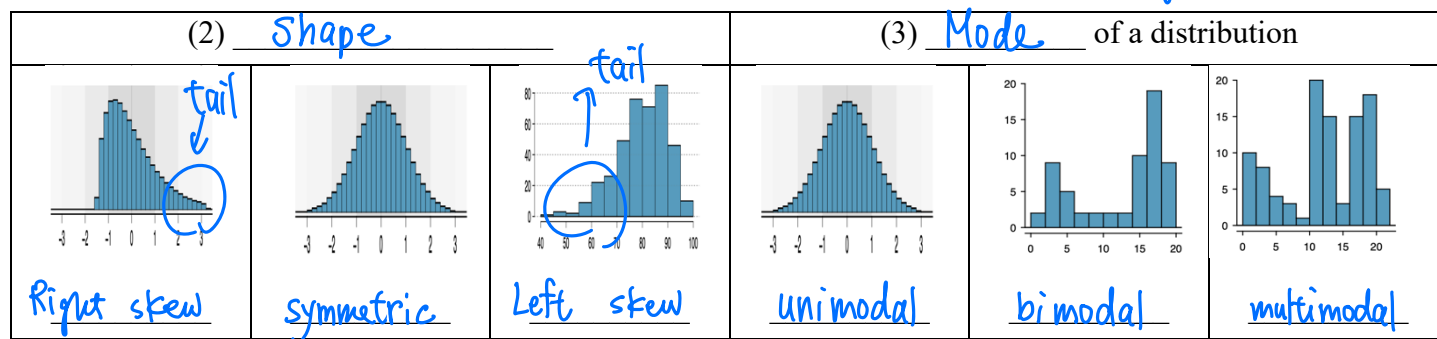 (2) Shape
(3) Mode of a distribution
tail
-3 -2 -1 0 1 2 3
Right skew
-3 -2 -1 0 1 2 3
symmetric
tail
80
60
40
20
0
40 50 60 70 80 90 100
Left skew
-3 -2 -1 0 1 2 3
unimodal
20
15
10
5
0
0 5 10 15 20
bimodal
20
15
10
5
0
0 5 10 15 20
multimodal